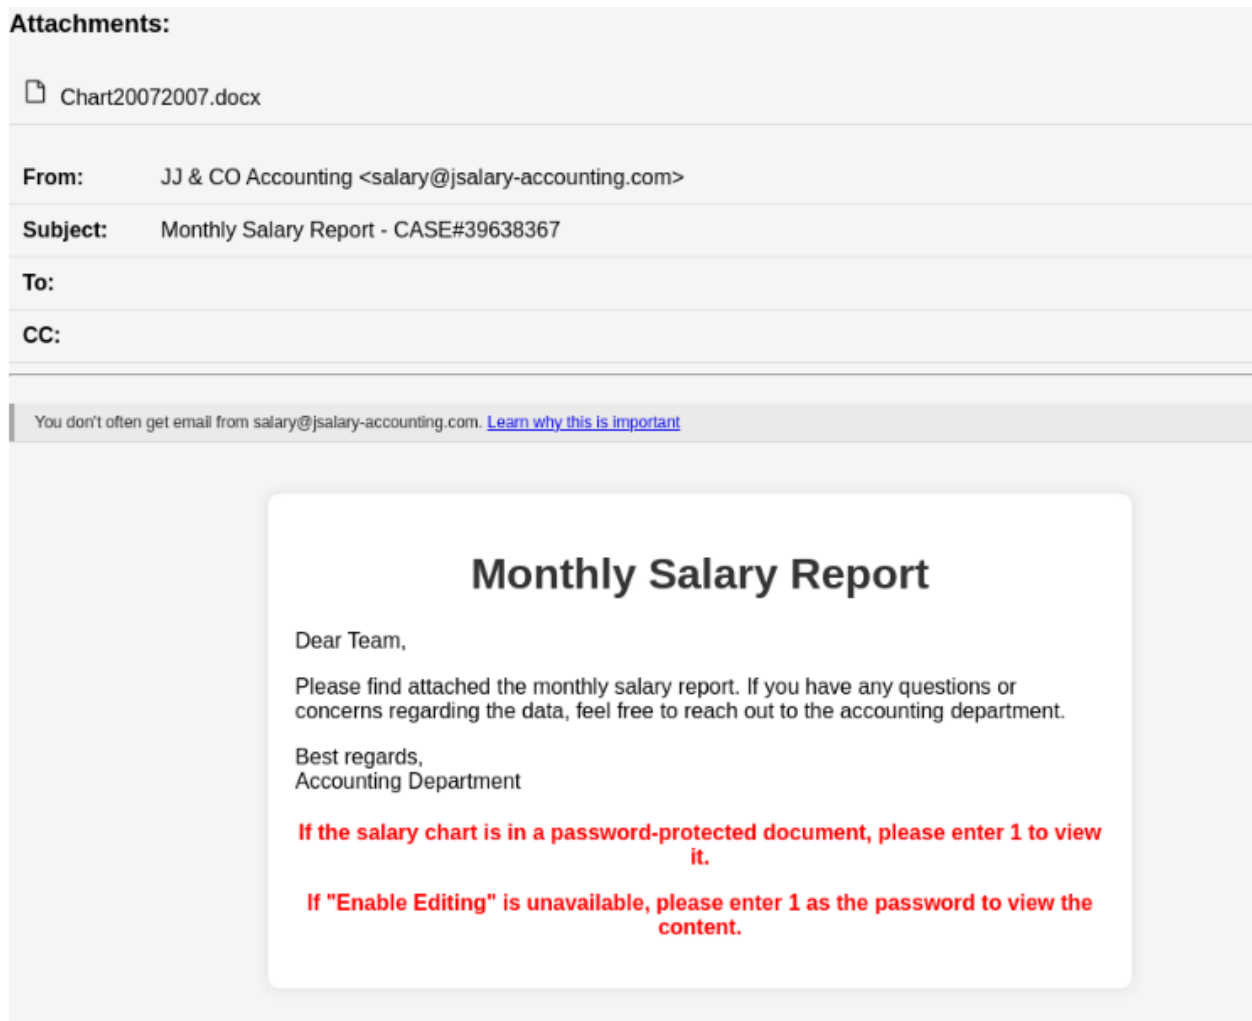 Attachments:
Chart20072007.docx
From: JJ & CO Accounting <salary@jsalary-accounting.com>
Subject: Monthly Salary Report - CASE#39638367
To:
CC:
You don't often get email from salary@jsalary-accounting.com. Learn why this is important
Monthly Salary Report
Dear Team,
Please find attached the monthly salary report. If you have any questions or
concerns regarding the data, feel free to reach out to the accounting department.
Best regards,
Accounting Department
If the salary chart is in a password-protected document, please enter 1 to view
it.
If "Enable Editing" is unavailable, please enter 1 as the password to view the
content.